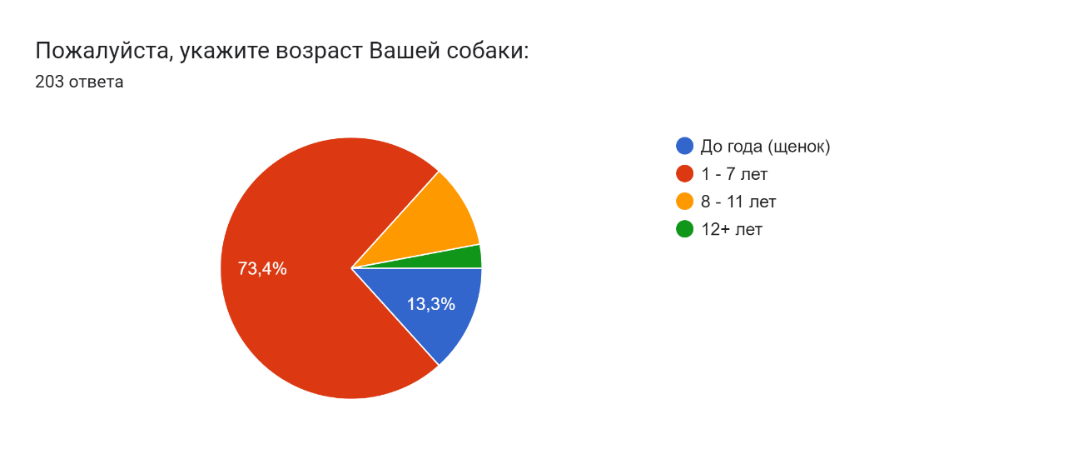 Пожалуйста, укажите возраст Вашей собаки:
203 ответа
До года (щенок)
1 - 7 лет
8 - 11 лет
12+ лет
73,4%
13,3%